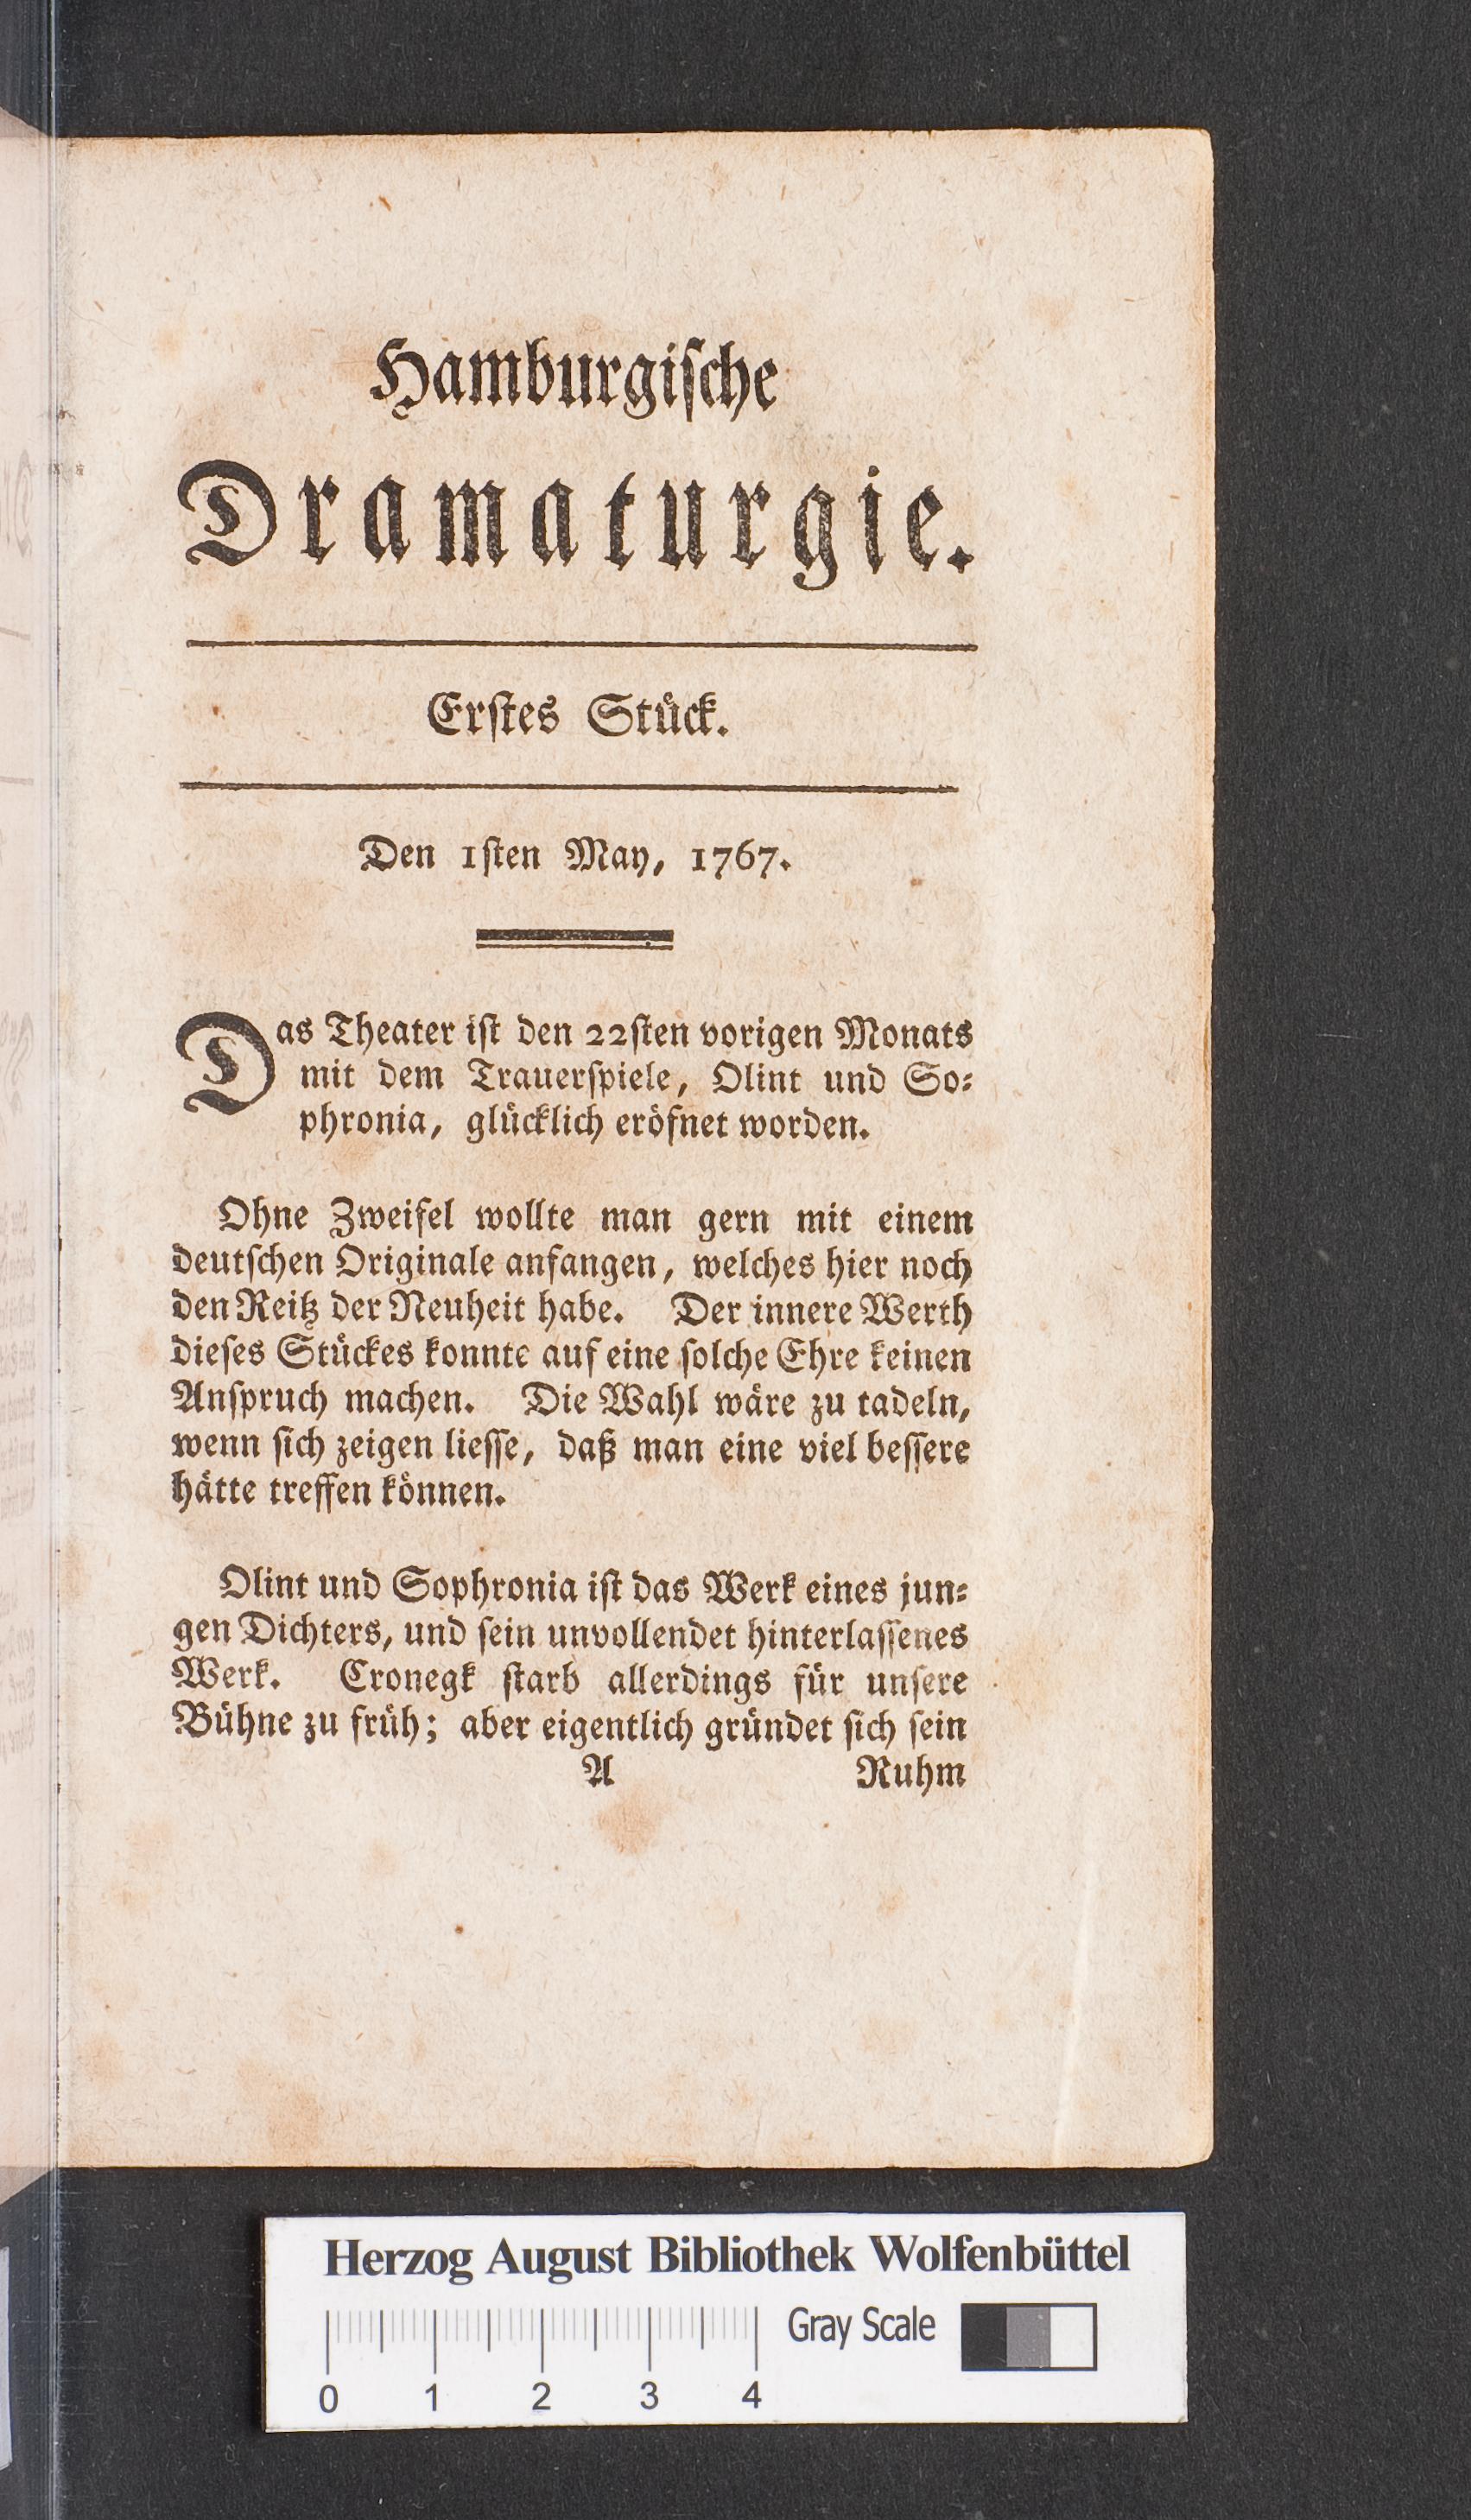 Hamburgiſche
Dramaturgie.
Erſtes Stück.
Den 1ſten May, 1767.
Das Theater iſt den 22ſten vorigen Monats
mit dem Trauerſpiele, Olint und So⸗
phronia, glücklich eröfnet worden.
Ohne Zweifel wollte man gern mit einem
deutſchen Originale anfangen, welches hier noch
den Reitz der Neuheit habe. Der innere Werth
dieſes Stückes konnte auf eine ſolche Ehre keinen
Anſpruch machen. Die Wahl wäre zu tadeln,
wenn ſich zeigen lieſſe, daß man eine viel beſſere
hätte treffen können.
Olint und Sophronia iſt das Werk eines jun⸗
gen Dichters, und ſein unvollendet hinterlaſſenes
Werk. Cronegk ſtarb allerdings für unſere
Bühne zu früh; aber eigentlich gründet ſich ſein
A Ruhm
Herzog August Bibliothek Wolfenbüttel
Gray Scale
0 1 2 3 4